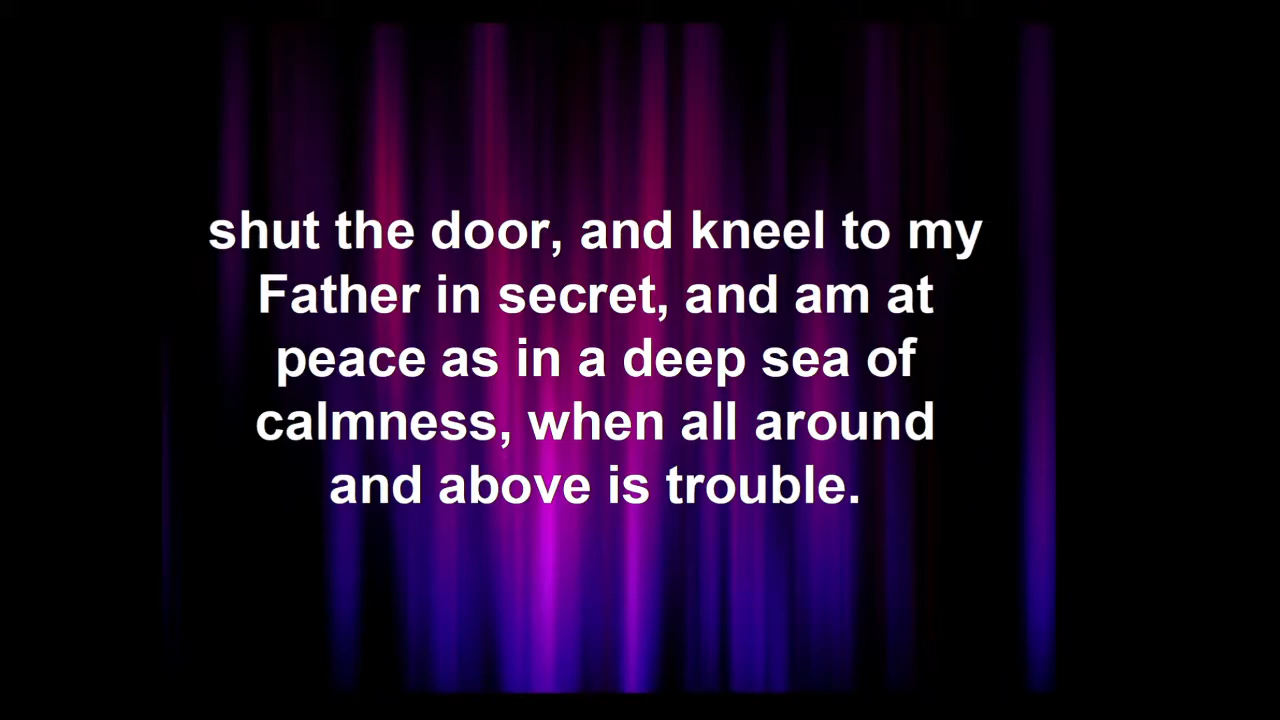 shut the door, and kneel to my
Father in secret, and am at
peace as in a deep sea of
calmness, when all around
and above is trouble.